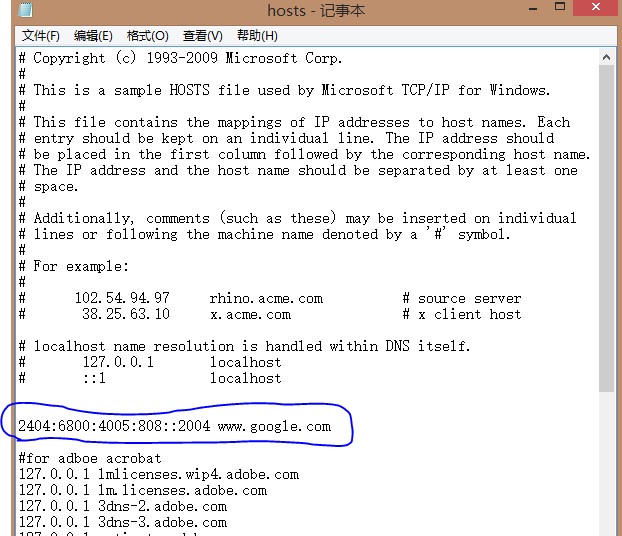 hosts - 记事本
文件(F) 编辑(E) 格式(O) 查看(V) 帮助(H)
# Copyright (c) 1993-2009 Microsoft Corp.
#
# This is a sample HOSTS file used by Microsoft TCP/IP for Windows.
#
# This file contains the mappings of IP addresses to host names. Each
# entry should be kept on an individual line. The IP address should
# be placed in the first column followed by the corresponding host name.
# The IP address and the host name should be separated by at least one
# space.
#
# Additionally, comments (such as these) may be inserted on individual
# lines or following the machine name denoted by a '#' symbol.
#
# For example:
#
# 102.54.94.97 rhino.acme.com # source server
# 38.25.63.10 x.acme.com # x client host
# localhost name resolution is handled within DNS itself.
# 127.0.0.1 localhost
# ::1 localhost
2404:6800:4005:808::2004 www.google.com
#for adboe acrobat
127.0.0.1 lmlicenses.wip4.adobe.com
127.0.0.1 lm.licenses.adobe.com
127.0.0.1 3dns-2.adobe.com
127.0.0.1 3dns-3.adobe.com